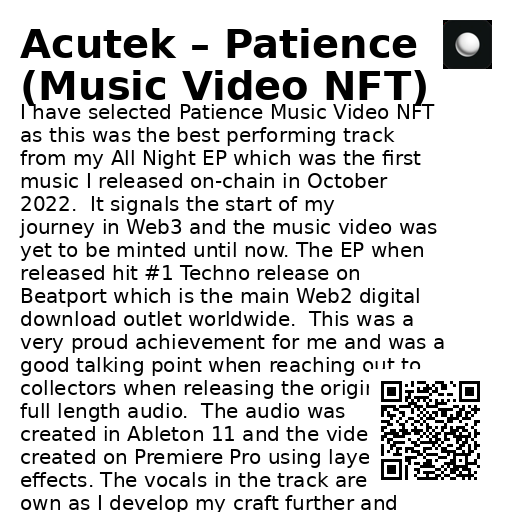 Acutek – Patience
(Music Video NFT)
I have selected Patience Music Video NFT
as this was the best performing track
from my All Night EP which was the first
music I released on-chain in October
2022.  It signals the start of my
journey in Web3 and the music video was
yet to be minted until now. The EP when
released hit #1 Techno release on
Beatport which is the main Web2 digital
download outlet worldwide.  This was a
very proud achievement for me and was a
good talking point when reaching out to
collectors when releasing the
full length audio.  The audio was
created in Ableton 11 and the
created on Premiere Pro using
effects. The vocals in the track are
own as I develop my craft further and